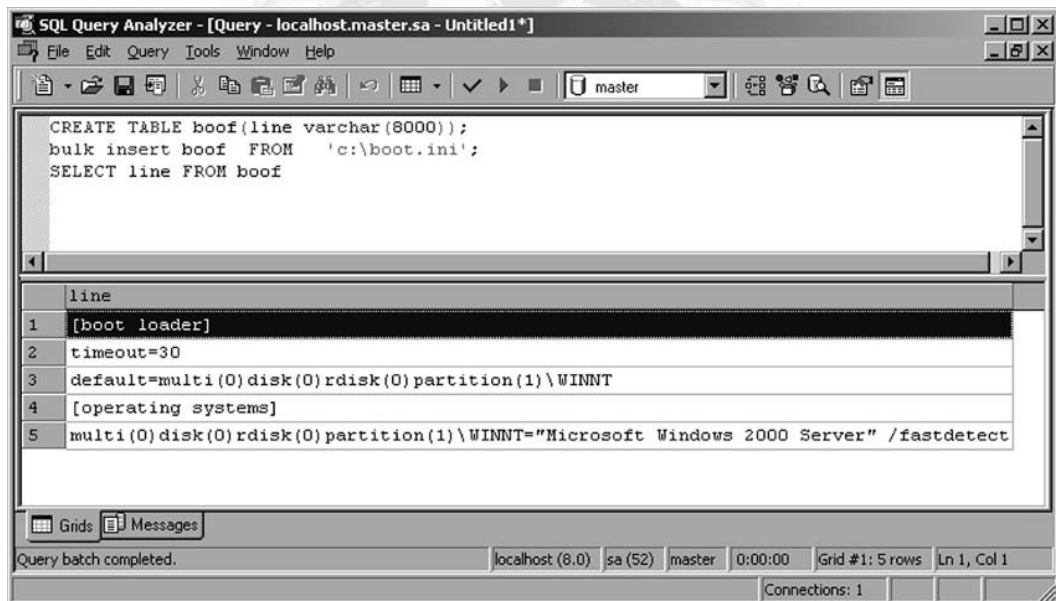 SQL Query Analyzer - [Query - localhost.master.sa - Untitled1*]
File Edit Query Tools Window Help
master
CREATE TABLE boof(line varchar(8000));
bulk insert boof FROM 'c:\boot.ini';
SELECT line FROM boof
line
1 [boot loader]
2 timeout=30
3 default=multi(0)disk(0)rdisk(0)partition(1)\WINNT
4 [operating systems]
5 multi(0)disk(0)rdisk(0)partition(1)\WINNT="Microsoft Windows 2000 Server" /fastdetect
Grids Messages
Query batch completed. localhost (8.0) sa (52) master 0:00:00 Grid #1: 5 rows Ln 1, Col 1
Connections: 1